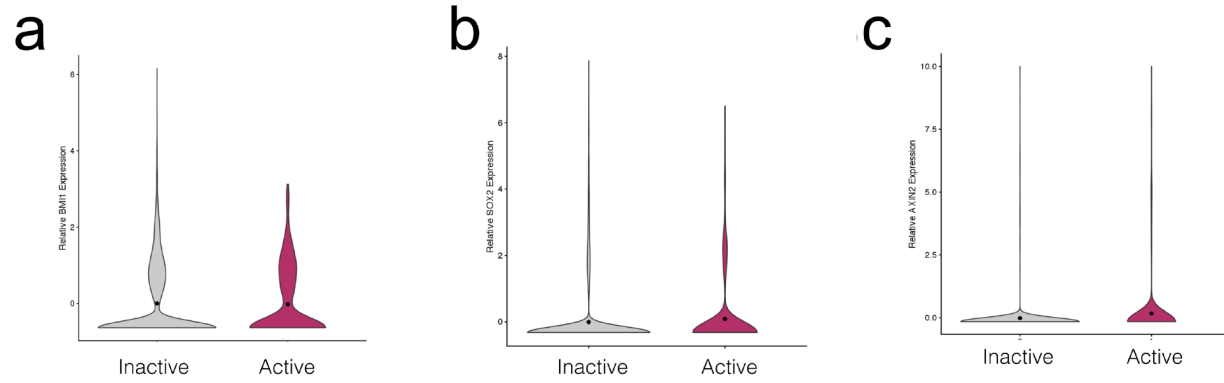 a
Relative BMI1 Expression
6
4
2
0
Inactive Active
b
Relative SOX2 Expression
8
6
4
2
0
Inactive Active
c
Relative AXIN2 Expression
10.0
7.5
5.0
2.5
0.0
Inactive Active